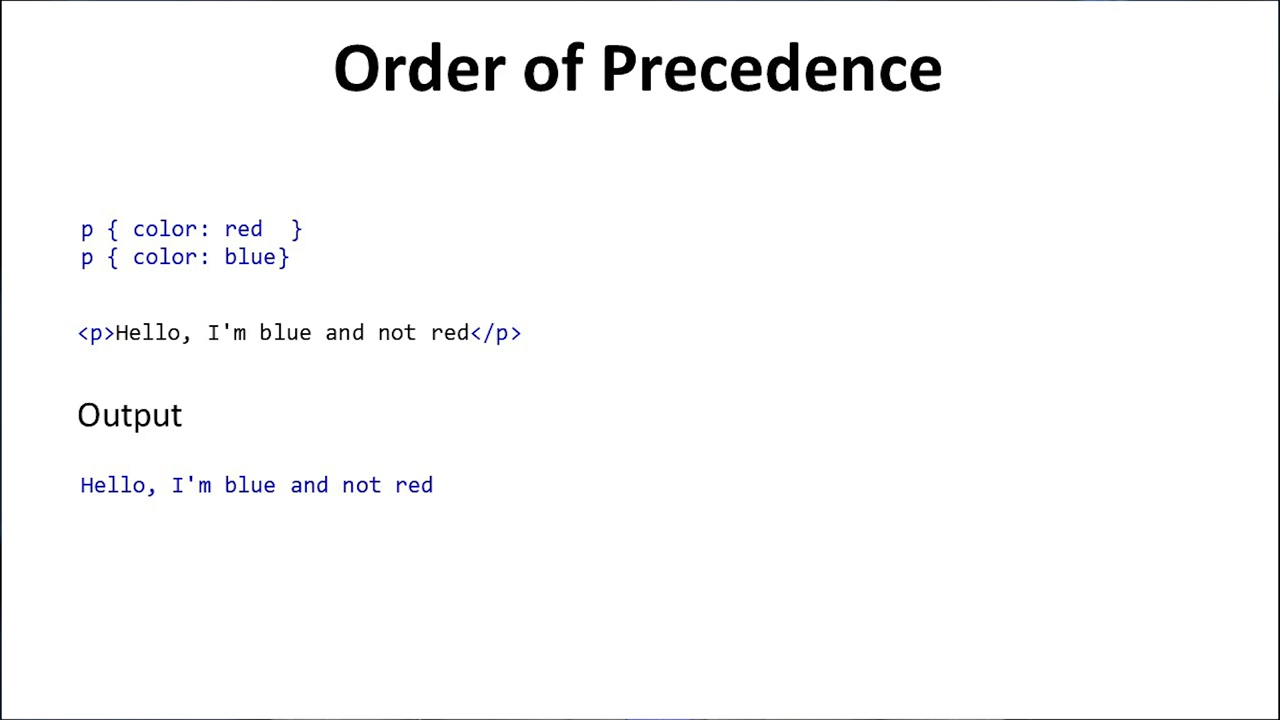 Order of Precedence
p { color: red  }
p { color: blue}
<p>Hello, I'm blue and not red</p>
Output
Hello, I'm blue and not red